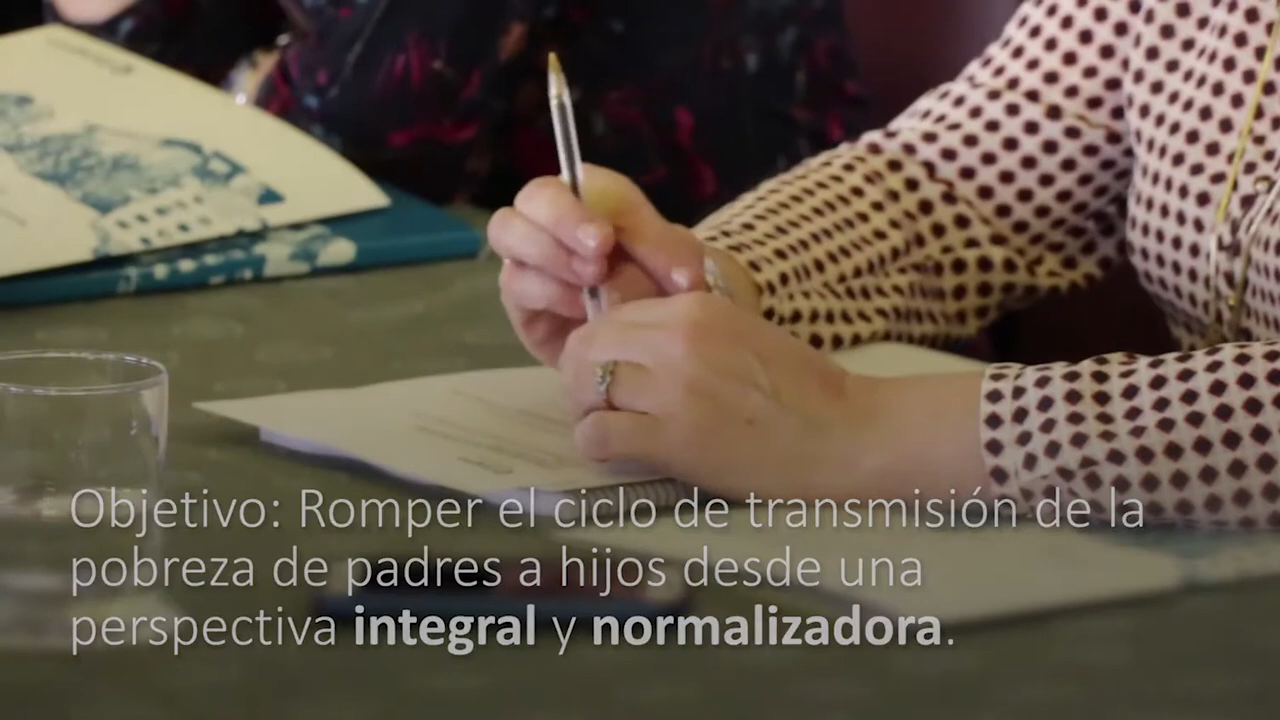 Objetivo: Romper el ciclo de transmisión de la
pobreza de padres a hijos desde una
perspectiva integral y normalizadora.